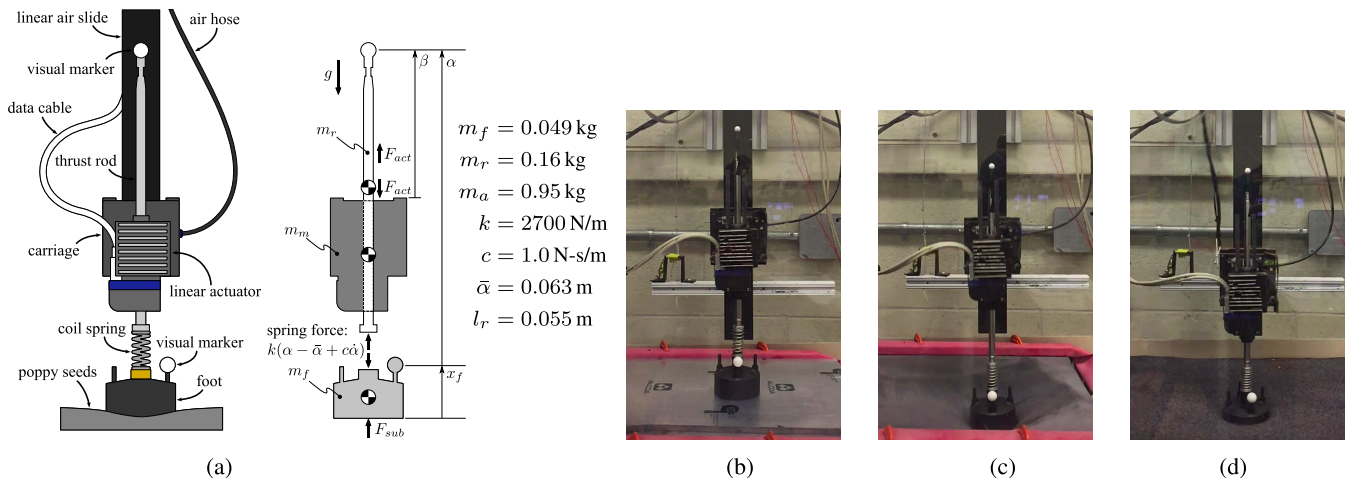 linear air slide
air hose
visual marker
data cable
thrust rod
carriage
linear actuator
coil spring
visual marker
poppy seeds
foot
g
β
α
m_r
F_act
F_act
m_m
spring force:
k(α − ᾱ + cα̇)
m_f
x_f
F_sub
m_f = 0.049 kg
m_r = 0.16 kg
m_a = 0.95 kg
k = 2700 N/m
c = 1.0 N-s/m
ᾱ = 0.063 m
l_r = 0.055 m
(a)
(b)
(c)
(d)